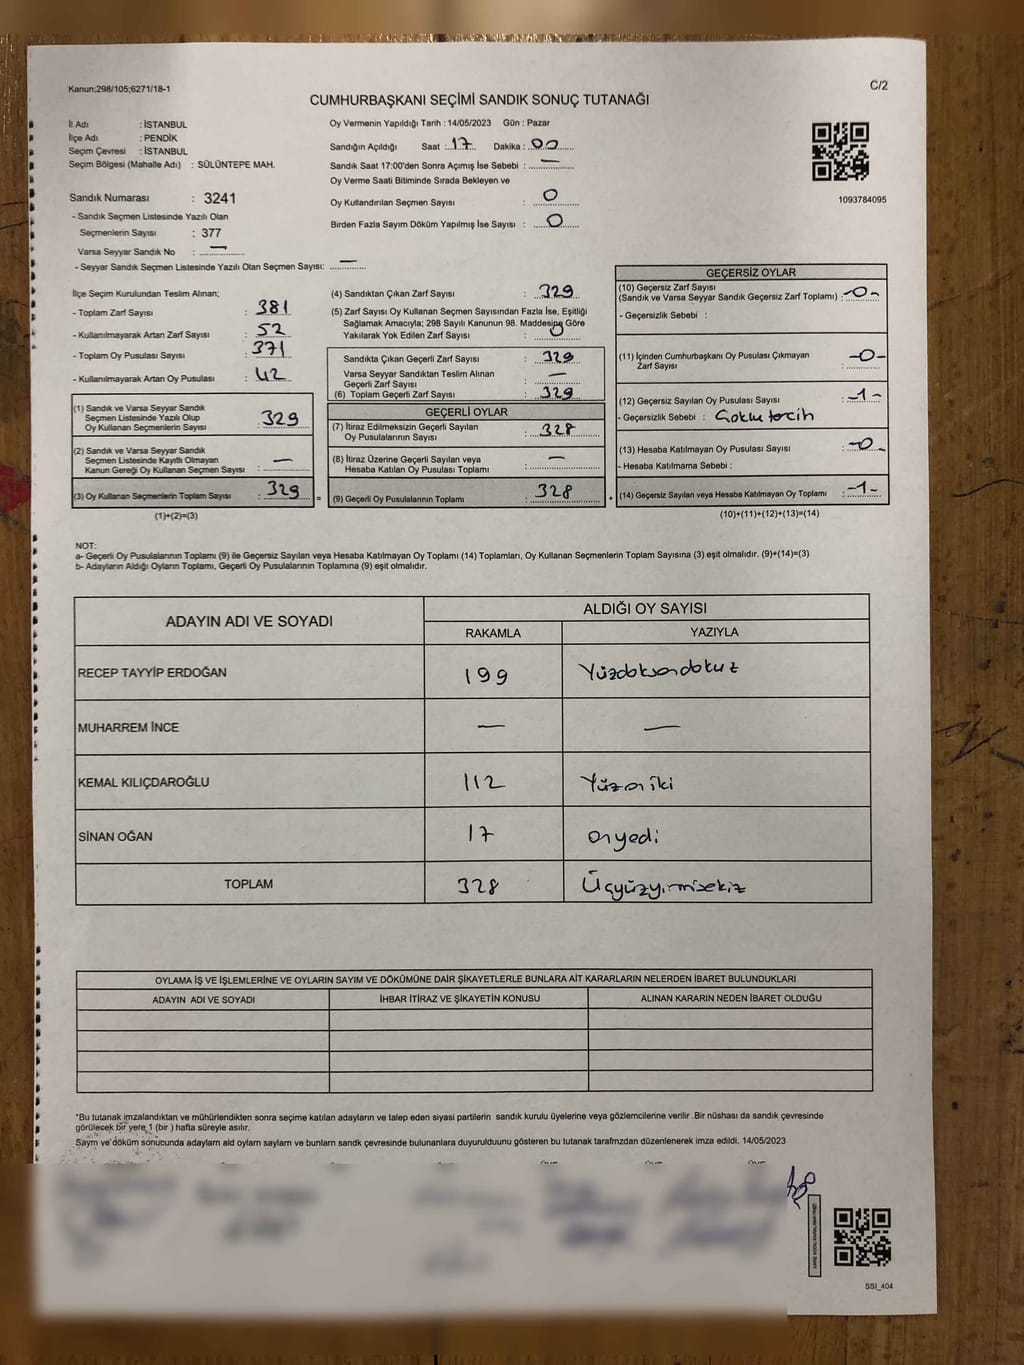 Kanun;298/105;6271/18-1
C/2
CUMHURBAŞKANI SEÇİMİ SANDIK SONUÇ TUTANAĞI
İl Adı : İSTANBUL
İlçe Adı : PENDİK
Seçim Çevresi : İSTANBUL
Seçim Bölgesi (Mahalle Adı) : SÜLÜNTEPE MAH.
Sandık Numarası : 3241
- Sandık Seçmen Listesinde Yazılı Olan
Seçmenlerin Sayısı : 377
Varsa Seyyar Sandık No : —
- Seyyar Sandık Seçmen Listesinde Yazılı Olan Seçmen Sayısı: —
Oy Vermenin Yapıldığı Tarih : 14/05/2023 Gün : Pazar
Sandığın Açıldığı Saat : 17 Dakika : 00
Sandık Saat 17:00'den Sonra Açımış İse Sebebi : —
Oy Verme Saati Bitiminde Sırada Bekleyen ve
Oy Kullandırılan Seçmen Sayısı : 0
Birden Fazla Sayım Döküm Yapılmış İse Sayısı : 0
1093784095
İlçe Seçim Kurulundan Teslim Alınan;
- Toplam Zarf Sayısı : 381
- Kullanılmayarak Artan Zarf Sayısı : 52
- Toplam Oy Pusulası Sayısı : 371
- Kullanılmayarak Artan Oy Pusulası : 42
(1) Sandık ve Varsa Seyyar Sandık
Seçmen Listesinde Yazılı Olup
Oy Kullanan Seçmenlerin Sayısı : 329
(2) Sandık ve Varsa Seyyar Sandık
Seçmen Listesinde Kayıtlı Olmayan
Kanun Gereği Oy Kullanan Seçmen Sayısı : —
(3) Oy Kullanan Seçmenlerin Toplam Sayısı : 329 =
(1)+(2)=(3)
(4) Sandıktan Çıkan Zarf Sayısı : 329
(5) Zarf Sayısı Oy Kullanan Seçmen Sayısından Fazla İse, Eşitliği
Sağlamak Amacıyla; 298 Sayılı Kanunun 98. Maddesine Göre
Yakılarak Yok Edilen Zarf Sayısı : 0
Sandıkta Çıkan Geçerli Zarf Sayısı : 329
Varsa Seyyar Sandıktan Teslim Alınan
Geçerli Zarf Sayısı : —
(6) Toplam Geçerli Zarf Sayısı : 329
GEÇERLİ OYLAR
(7) İtiraz Edilmeksizin Geçerli Sayılan
Oy Pusulalarının Sayısı : 328
(8) İtiraz Üzerine Geçerli Sayılan veya
Hesaba Katılan Oy Pusulası Toplamı : —
(9) Geçerli Oy Pusulalarının Toplamı : 328 +
GEÇERSİZ OYLAR
(10) Geçersiz Zarf Sayısı
(Sandık ve Varsa Seyyar Sandık Geçersiz Zarf Toplamı) : -0-
- Geçersizlik Sebebi :
(11) İçinden Cumhurbaşkanı Oy Pusulası Çıkmayan
Zarf Sayısı : -0-
(12) Geçersiz Sayılan Oy Pusulası Sayısı : -1-
- Geçersizlik Sebebi : Çoklu tercih
(13) Hesaba Katılmayan Oy Pusulası Sayısı : -0-
- Hesaba Katılmama Sebebi :
(14) Geçersiz Sayılan veya Hesaba Katılmayan Oy Toplamı : -1-
(10)+(11)+(12)+(13)=(14)
NOT:
a- Geçerli Oy Pusulalarının Toplamı (9) ile Geçersiz Sayılan veya Hesaba Katılmayan Oy Toplamı (14) Toplamları, Oy Kullanan Seçmenlerin Toplam Sayısına (3) eşit olmalıdır. (9)+(14)=(3)
b- Adayların Aldığı Oyların Toplamı, Geçerli Oy Pusulalarının Toplamına (9) eşit olmalıdır.
ADAYIN ADI VE SOYADI ALDIĞI OY SAYISI
RAKAMLA YAZIYLA
RECEP TAYYİP ERDOĞAN 199 Yüzdoksandokuz
MUHARREM İNCE — —
KEMAL KILIÇDAROĞLU 112 Yüzoniki
SİNAN OĞAN 17 onyedi
TOPLAM 328 Üçyüzyirmisekiz
OYLAMA İŞ VE İŞLEMLERİNE VE OYLARIN SAYIM VE DÖKÜMÜNE DAİR ŞİKAYETLERLE BUNLARA AİT KARARLARIN NELERDEN İBARET BULUNDUKLARI
ADAYIN ADI VE SOYADI İHBAR İTİRAZ VE ŞİKAYETİN KONUSU ALINAN KARARIN NEDEN İBARET OLDUĞU
*Bu tutanak imzalandıktan ve mühürlendikten sonra seçime katılan adayların ve talep eden siyasi partilerin sandık kurulu üyelerine veya gözlemcilerine verilir .Bir nüshası da sandık çevresinde
görülecek bir yere 1 (bir ) hafta süreyle asılır.
Sayım ve döküm sonucunda adayların ald oyların sayların ve bunların sandk çevresinde bulunanlara duyurulduunu gösteren bu tutanak tarafmzdan düzenlenerek imza edildi. 14/05/2023
SSI_404